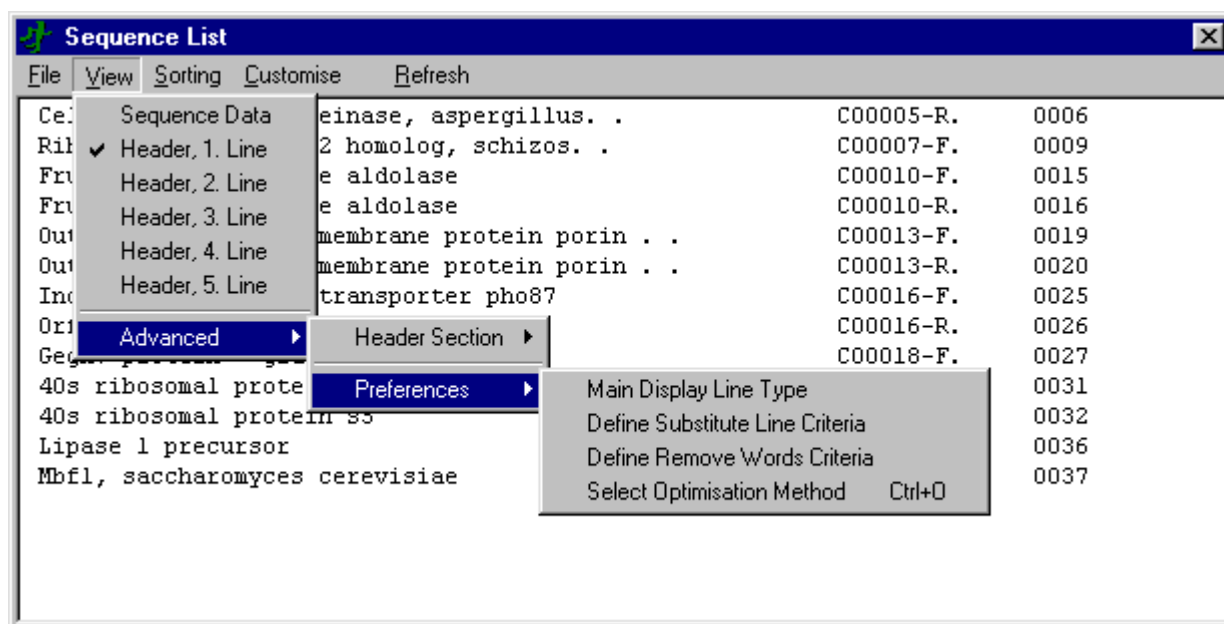 Sequence List
File View Sorting Customise Refresh
Sequence Data
Header, 1. Line
Header, 2. Line
Header, 3. Line
Header, 4. Line
Header, 5. Line
Advanced
Header Section
Preferences
Main Display Line Type
Define Substitute Line Criteria
Define Remove Words Criteria
Select Optimisation Method Ctrl+O
einase, aspergillus. . C00005-R. 0006
2 homolog, schizos. . C00007-F. 0009
e aldolase C00010-F. 0015
e aldolase C00010-R. 0016
membrane protein porin . . C00013-F. 0019
membrane protein porin . . C00013-R. 0020
transporter pho87 C00016-F. 0025
C00016-R. 0026
C00018-F. 0027
40s ribosomal prote 0031
40s ribosomal protein s5 0032
Lipase 1 precursor 0036
Mbf1, saccharomyces cerevisiae 0037